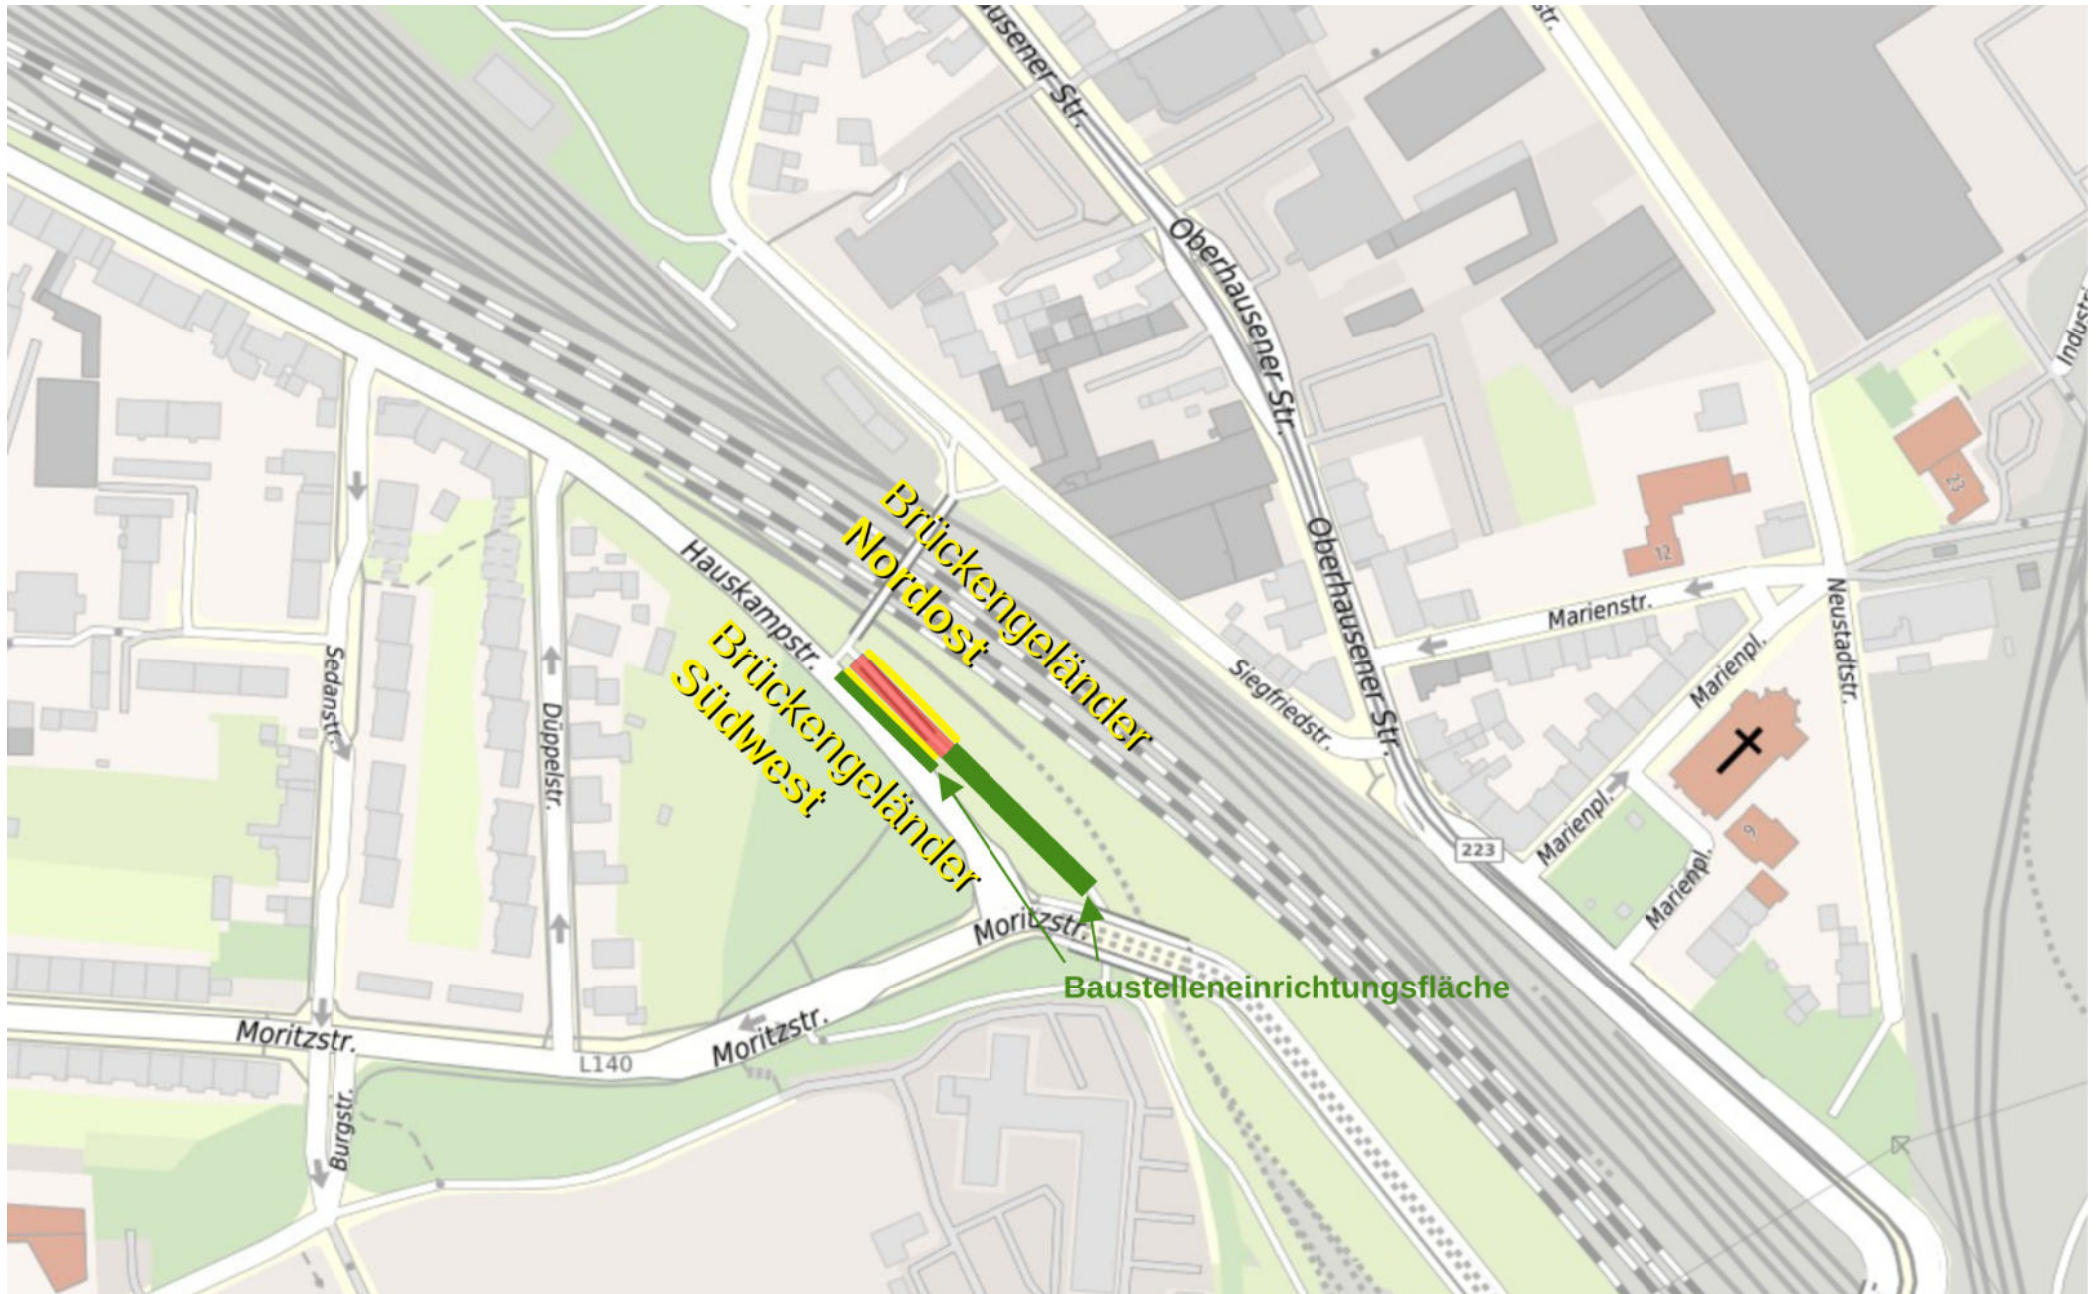 Oberhausener Str.
Oberhausener Str.
Oberhausener Str.
Neustadtstr.
23
12
Marienstr.
Marienpl.
Marienpl.
Marienpl.
9
223
Siegfriedstr.
Brückengeländer
Nordost
Brückengeländer
Südwest
Hauskampstr.
Sedanstr.
Düppelstr.
Moritzstr.
Baustelleneinrichtungsfläche
Moritzstr.
Moritzstr.
L140
Burgstr.